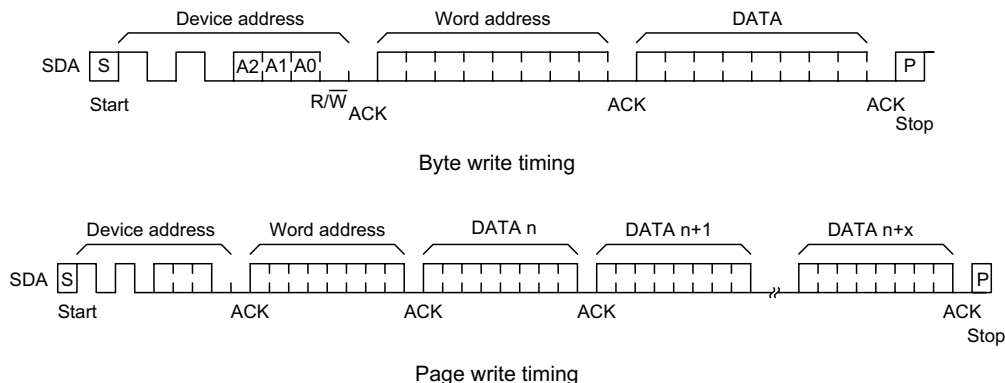 Device address Word address DATA
SDA S A2 A1 A0 P
Start R/W̅ ACK ACK ACK
Stop
Byte write timing
Device address Word address DATA n DATA n+1 DATA n+x
SDA S P
Start ACK ACK ACK ACK
Stop
Page write timing